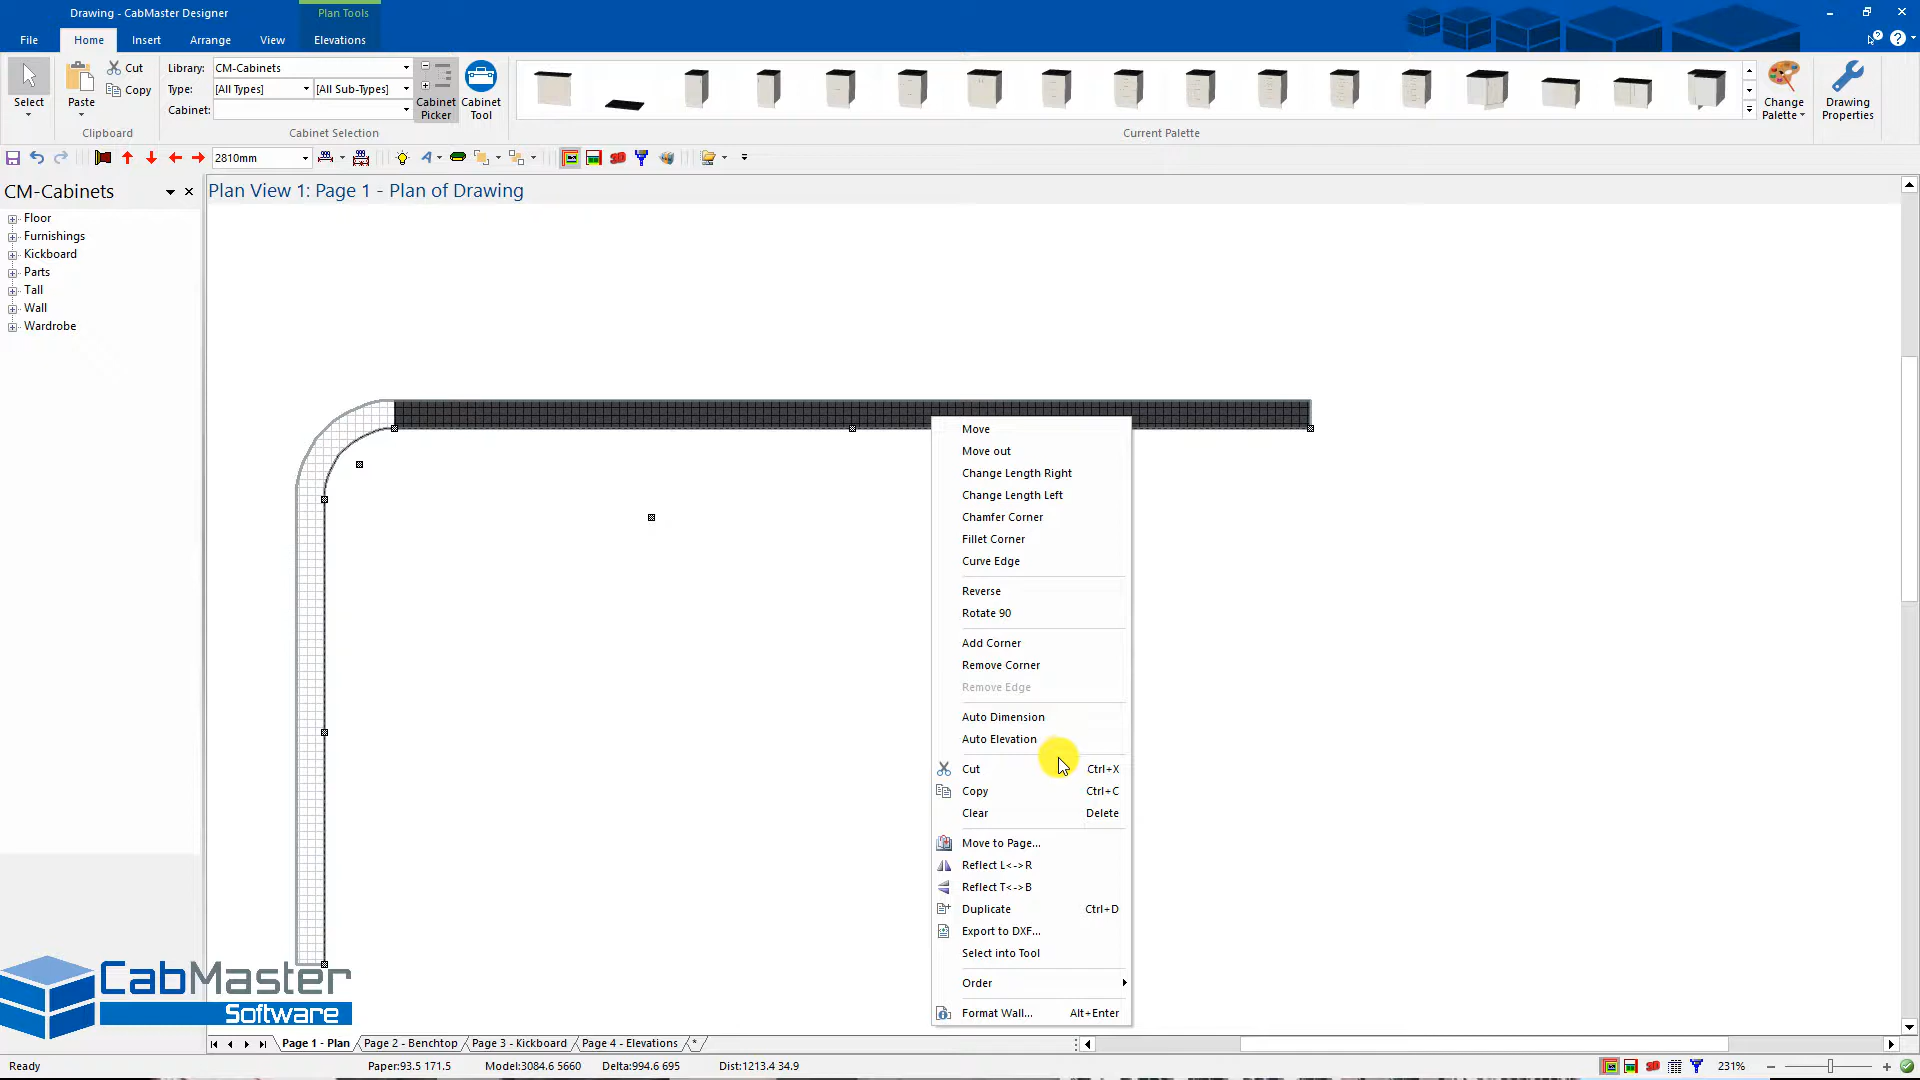 Drawing - CabMaster Designer
Plan Tools
File
Home
Insert
Arrange
View
Elevations
Select
Paste
Cut
Copy
Clipboard
Library:
CM-Cabinets
Type:
[All Types]
[All Sub-Types]
Cabinet:
Cabinet Selection
Cabinet Picker
Cabinet Tool
Current Palette
Change Palette
Drawing Properties
2810mm
CM-Cabinets
Plan View 1: Page 1 - Plan of Drawing
Floor
Furnishings
Kickboard
Parts
Tall
Wall
Wardrobe
Move
Move out
Change Length Right
Change Length Left
Chamfer Corner
Fillet Corner
Curve Edge
Reverse
Rotate 90
Add Corner
Remove Corner
Remove Edge
Auto Dimension
Auto Elevation
Cut Ctrl+X
Copy Ctrl+C
Clear Delete
Move to Page...
Reflect L<->R
Reflect T<->B
Duplicate Ctrl+D
Export to DXF...
Select into Tool
Order
Format Wall... Alt+Enter
CabMaster
Software
Page 1 - Plan
Page 2 - Benchtop
Page 3 - Kickboard
Page 4 - Elevations
*
Ready
Paper:93.5 171.5
Model:3084.6 5660
Delta:994.6 695
Dist:1213.4 34.9
231%